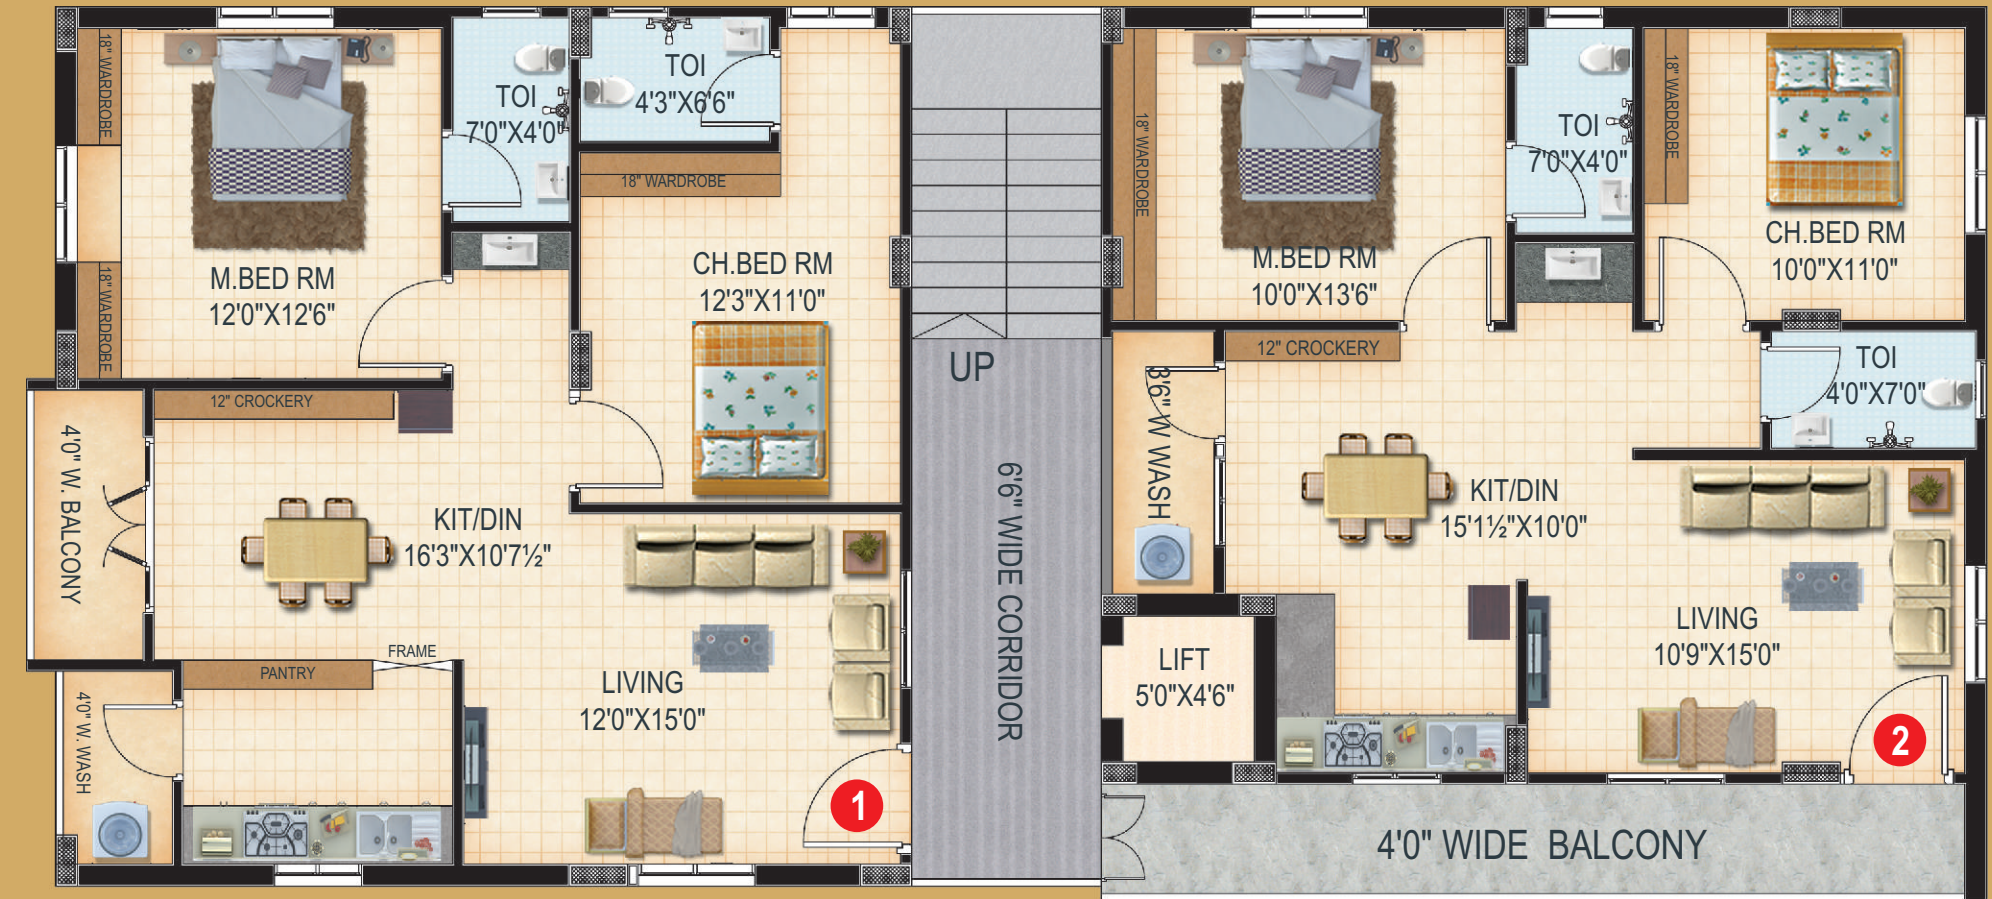 18" WARDROBE
18" WARDROBE
M.BED RM
12'0"X12'6"
TOI
7'0"X4'0"
TOI
4'3"X6'6"
18" WARDROBE
CH.BED RM
12'3"X11'0"
12" CROCKERY
4'0" W. BALCONY
KIT/DIN
16'3"X10'7½"
PANTRY
FRAME
4'0" W. WASH
LIVING
12'0"X15'0"
1
UP
6'6" WIDE CORRIDOR
18" WARDROBE
M.BED RM
10'0"X13'6"
TOI
7'0"X4'0"
18" WARDROBE
CH.BED RM
10'0"X11'0"
12" CROCKERY
3'6" W WASH
TOI
4'0"X7'0"
KIT/DIN
15'1½"X10'0"
LIFT
5'0"X4'6"
LIVING
10'9"X15'0"
2
4'0" WIDE BALCONY